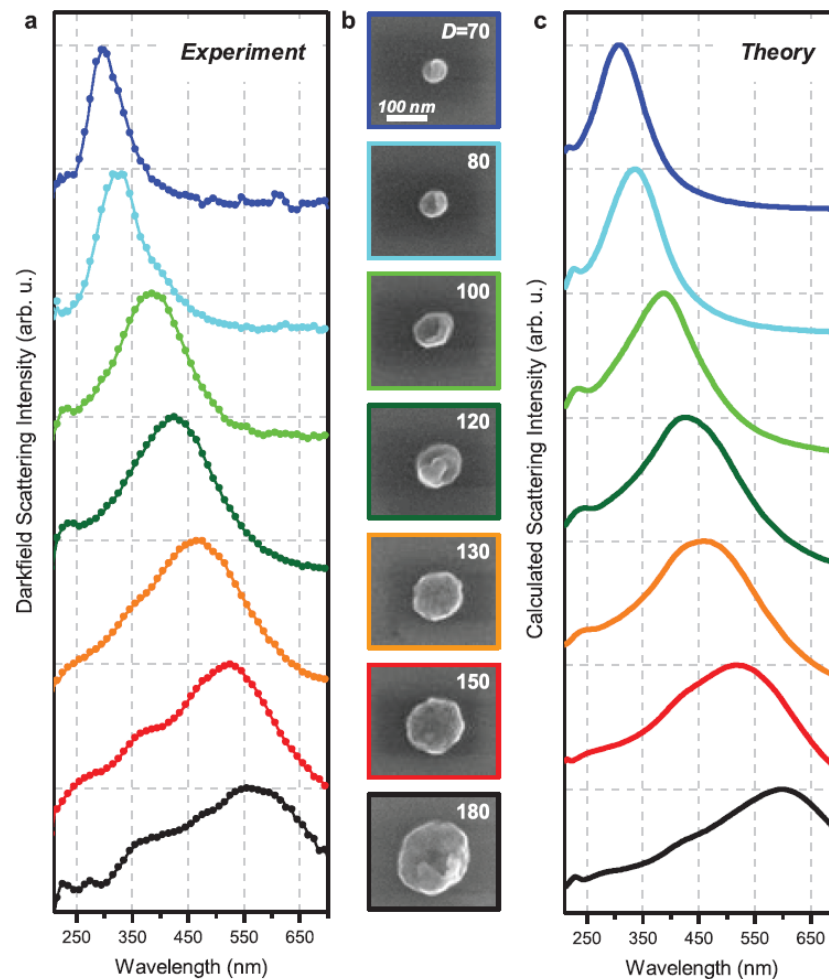 a
Experiment
Darkfield Scattering Intensity (arb. u.)
250 350 450 550 650
Wavelength (nm)
b
D=70
100 nm
80
100
120
130
150
180
c
Theory
Calculated Scattering Intensity (arb. u.)
250 350 450 550 650
Wavelength (nm)